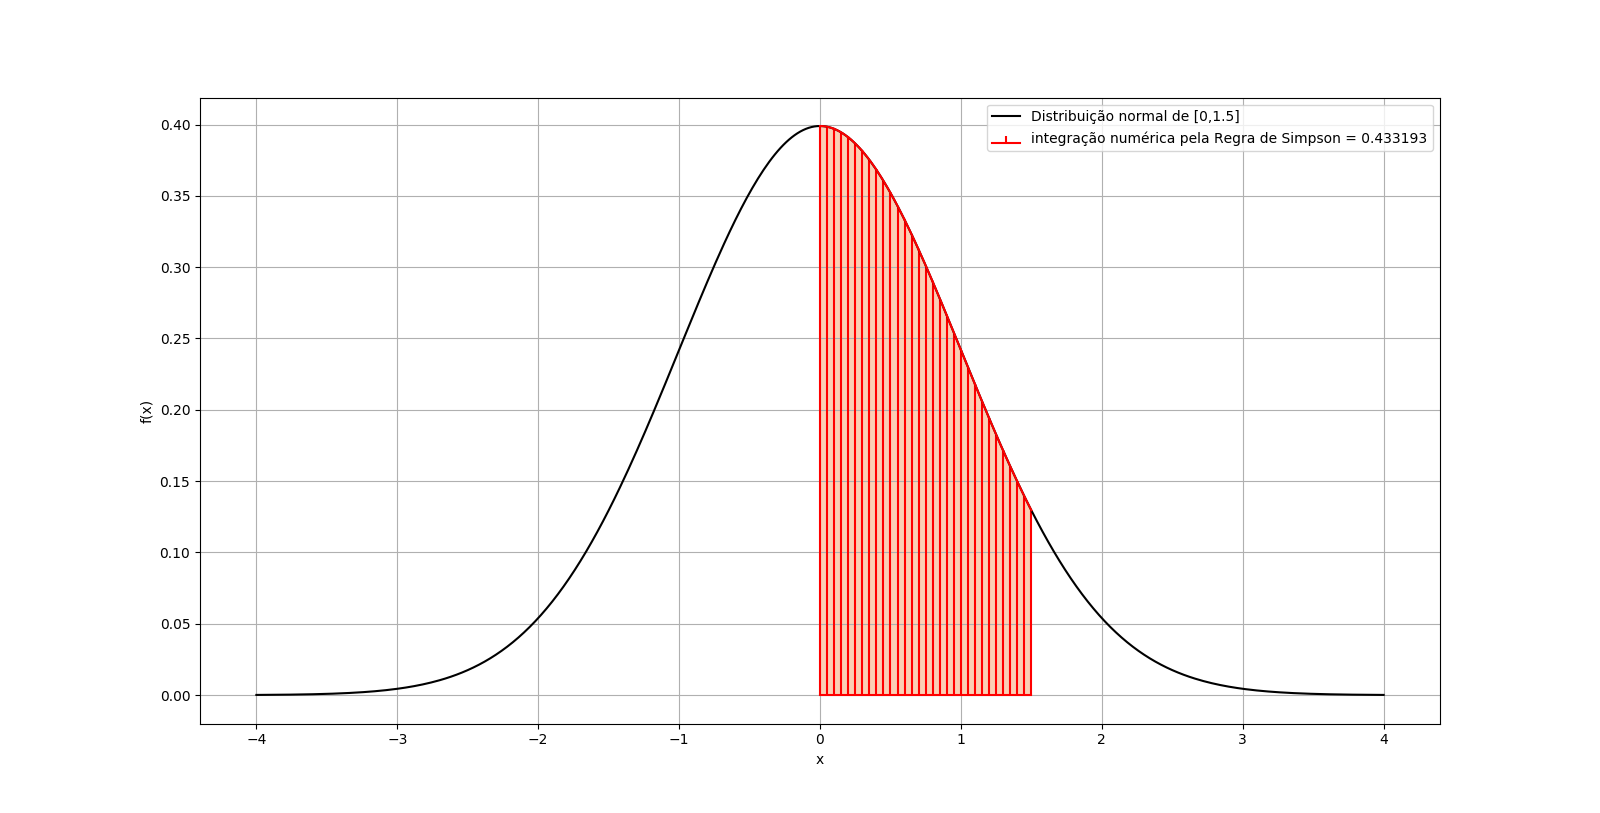 Distribuição normal de [0,1.5]
integração numérica pela Regra de Simpson = 0.433193
0.40
0.35
0.30
0.25
0.20
0.15
0.10
0.05
0.00
f(x)
−4 −3 −2 −1 0 1 2 3 4
x